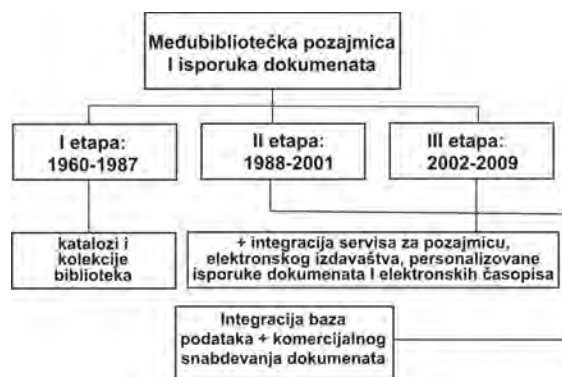 Međubibliotečka pozajmica
I isporuka dokumenata
I etapa:
1960-1987
II etapa:
1988-2001
III etapa:
2002-2009
katalozi i
kolekcije
biblioteka
+ integracija servisa za pozajmicu,
elektronskog izdavaštva, personalizovane
isporuke dokumenata I elektronskih časopisa
Integracija baza
podataka + komercijalnog
snabdevanja dokumenata